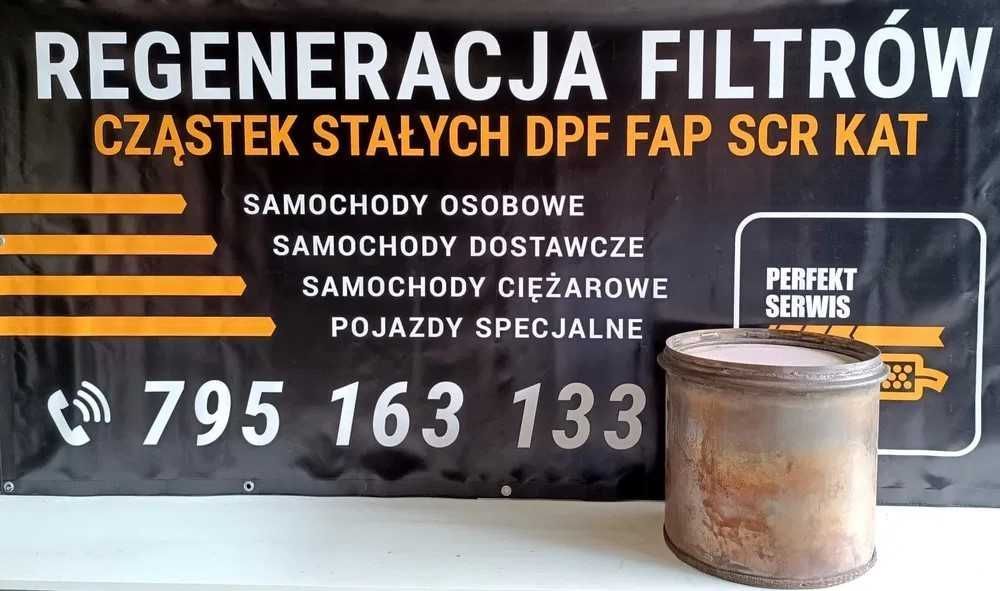 REGENERACJA FILTRÓW
CZĄSTEK STAŁYCH DPF FAP SCR KAT
SAMOCHODY OSOBOWE
SAMOCHODY DOSTAWCZE
SAMOCHODY CIĘŻAROWE
POJAZDY SPECJALNE
PERFEKT
SERWIS
795 163 133